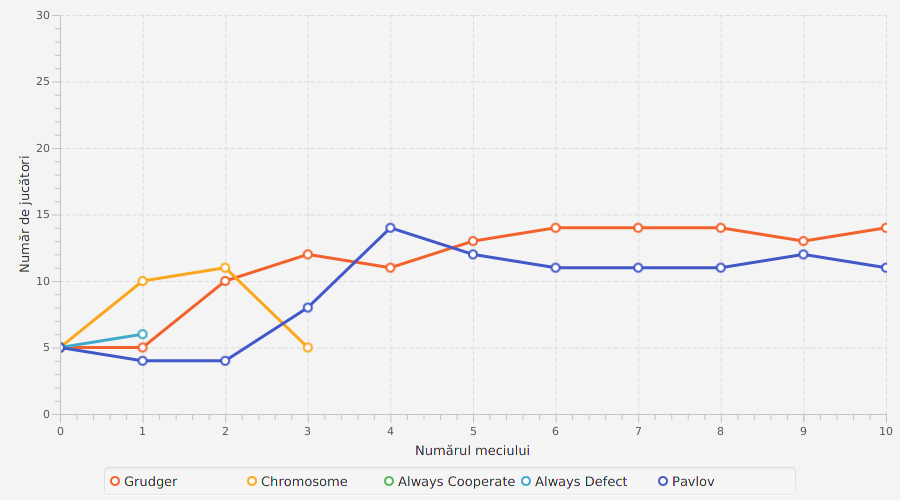 30
25
20
15
10
5
0
Număr de jucători
0 1 2 3 4 5 6 7 8 9 10
Numărul meciului
Grudger Chromosome Always Cooperate Always Defect Pavlov